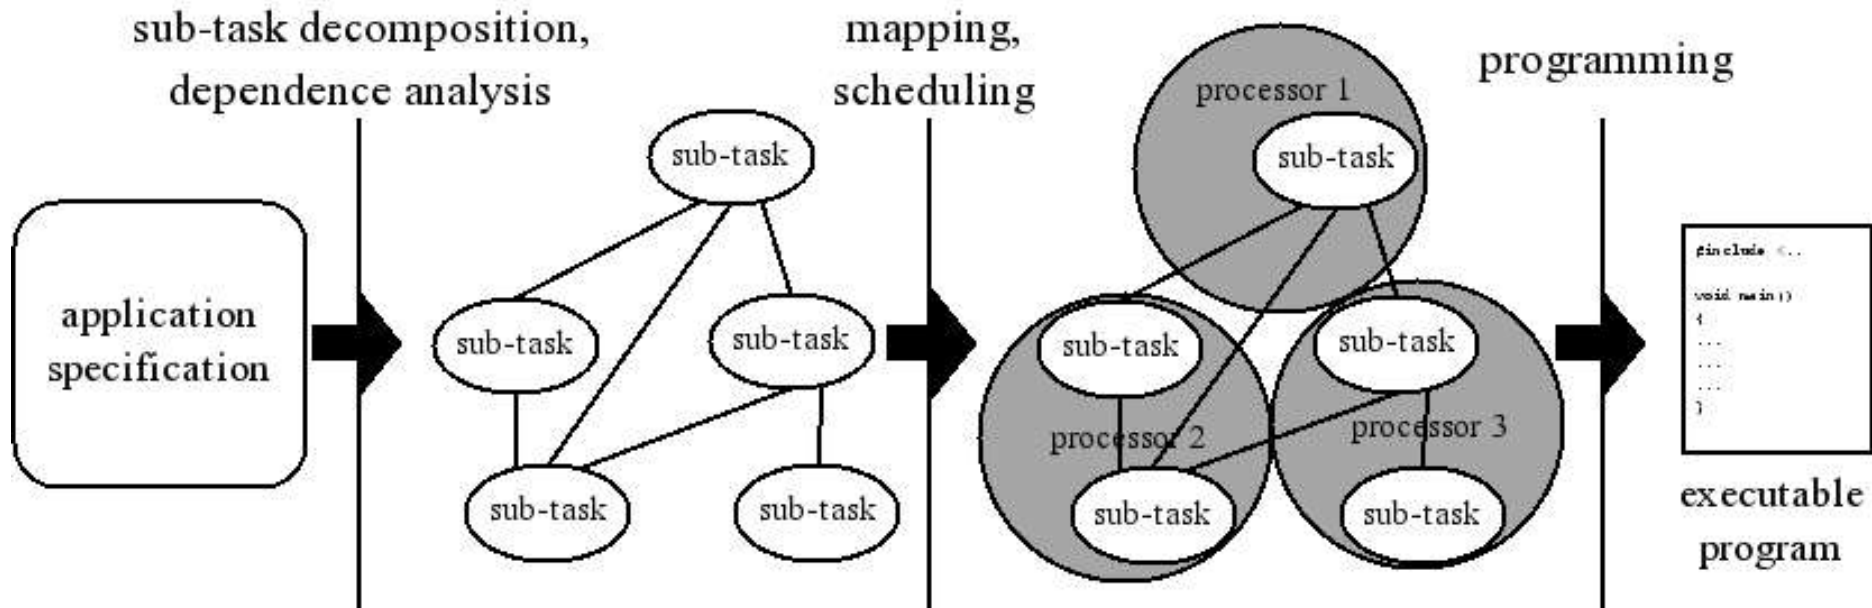 sub-task decomposition,
dependence analysis
mapping,
scheduling
programming
application
specification
sub-task
sub-task
sub-task
sub-task
sub-task
processor 1
sub-task
sub-task
processor 2
sub-task
sub-task
processor 3
sub-task
#include <..
void main()
{
...
...
...
}
executable
program